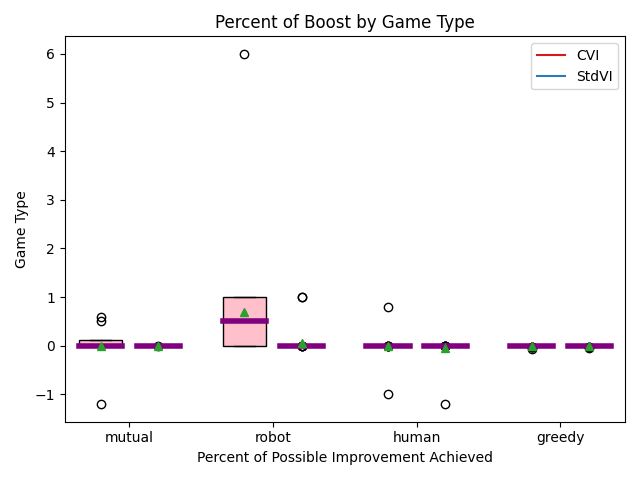 Percent of Boost by Game Type
CVI
StdVI
Game Type
6
5
4
3
2
1
0
−1
mutual robot human greedy
Percent of Possible Improvement Achieved